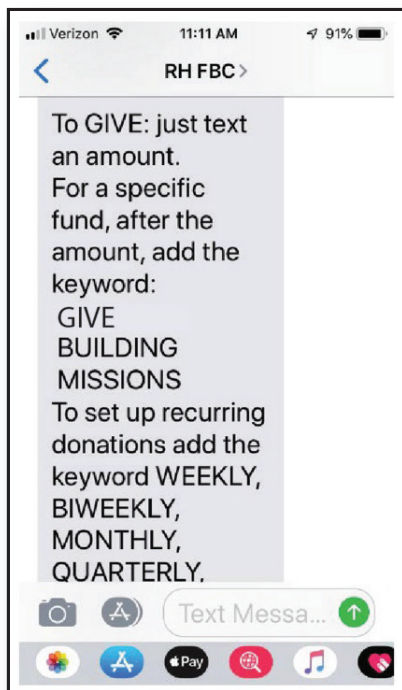 Verizon 11:11 AM 91%
RH FBC >
To GIVE: just text
an amount.
For a specific
fund, after the
amount, add the
keyword:
GIVE
BUILDING
MISSIONS
To set up recurring
donations add the
keyword WEEKLY,
BIWEEKLY,
MONTHLY,
QUARTERLY,
Text Messa...
Pay